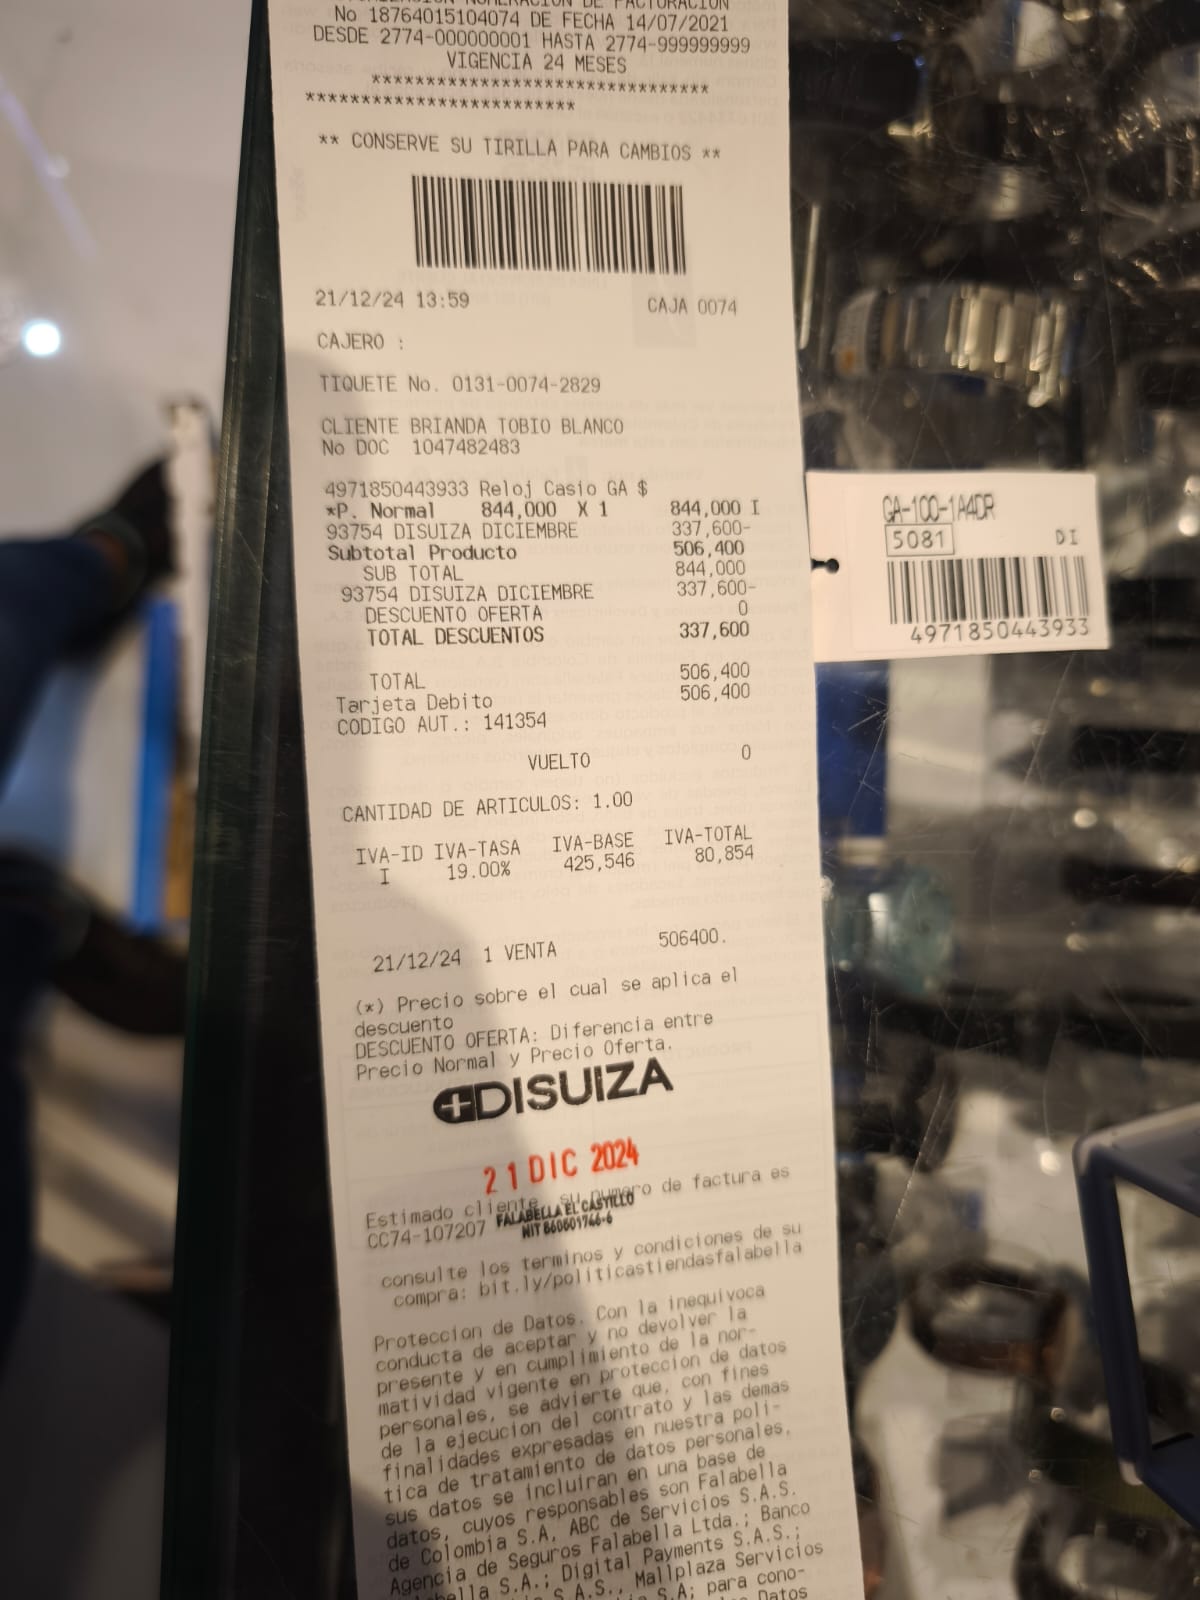 No 18764015104074 DE FECHA 14/07/2021
DESDE 2774-000000001 HASTA 2774-999999999
VIGENCIA 24 MESES
******************************
************************
** CONSERVE SU TIRILLA PARA CAMBIOS **
21/12/24 13:59 CAJA 0074
CAJERO :
TIQUETE No. 0131-0074-2829
CLIENTE BRIANDA TOBIO BLANCO
No DOC 1047482483
4971850443933 Reloj Casio GA $
*P. Normal 844,000 X 1 844,000 I
93754 DISUIZA DICIEMBRE 337,600-
Subtotal Producto 506,400
SUB TOTAL 844,000
93754 DISUIZA DICIEMBRE 337,600-
DESCUENTO OFERTA 0
TOTAL DESCUENTOS 337,600
TOTAL 506,400
Tarjeta Debito 506,400
CODIGO AUT.: 141354
VUELTO 0
CANTIDAD DE ARTICULOS: 1.00
IVA-ID IVA-TASA IVA-BASE IVA-TOTAL
I 19.00% 425,546 80,854
21/12/24 1 VENTA 506400.
(*) Precio sobre el cual se aplica el
descuento
DESCUENTO OFERTA: Diferencia entre
Precio Normal y Precio Oferta.
DISUIZA
21 DIC 2024
Estimado cliente, su numero de factura es
CC74-107207
FALABELLA EL CASTILLO
NIT 860601746-6
consulte los terminos y condiciones de su
compra: bit.ly/politicastiendasfalabella
Proteccion de Datos. Con la inequivoca
conducta de aceptar y no devolver la
presente y en cumplimiento de la nor-
matividad vigente en proteccion de datos
personales, se advierte que, con fines
de la ejecucion del contrato y las demas
finalidades expresadas en nuestra poli-
tica de tratamiento de datos personales,
sus datos se incluiran en una base de
datos, cuyos responsables son Falabella
de Colombia S.A, ABC de Servicios S.A.S.
Agencia de Seguros Falabella Ltda.; Banco
S.A.; Digital Payments S.A.S.;
S.A.S., Mallplaza Servicios
S.A; para cono-
Datos
GA-100-1A4DR
5081 DI
4971850443933